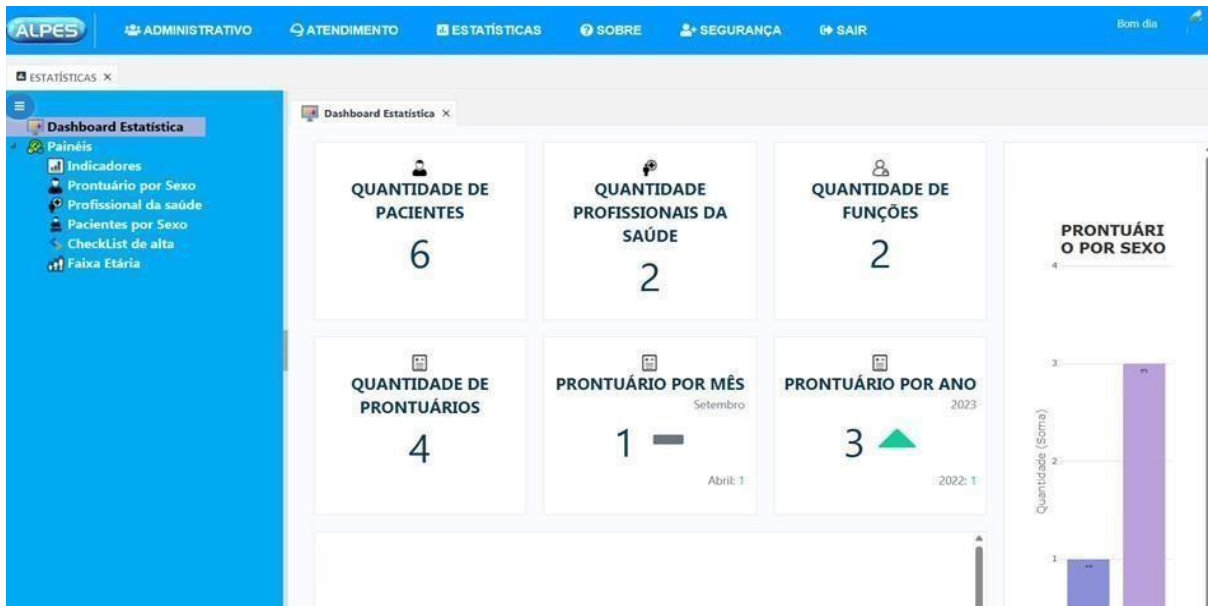 ALPES
ADMINISTRATIVO
ATENDIMENTO
ESTATÍSTICAS
SOBRE
SEGURANÇA
SAIR
Bom dia
ESTATÍSTICAS ×
Dashboard Estatística
Painéis
Indicadores
Prontuário por Sexo
Profissional da saúde
Pacientes por Sexo
CheckList de alta
Faixa Etária
Dashboard Estatística ×
QUANTIDADE DE
PACIENTES
6
QUANTIDADE
PROFISSIONAIS DA
SAÚDE
2
QUANTIDADE DE
FUNÇÕES
2
QUANTIDADE DE
PRONTUÁRIOS
4
PRONTUÁRIO POR MÊS
Setembro
1
Abril: 1
PRONTUÁRIO POR ANO
2023
3
2022: 1
PRONTUÁRI
O POR SEXO
Quantidade (Soma)
4
3
2
1
3
1